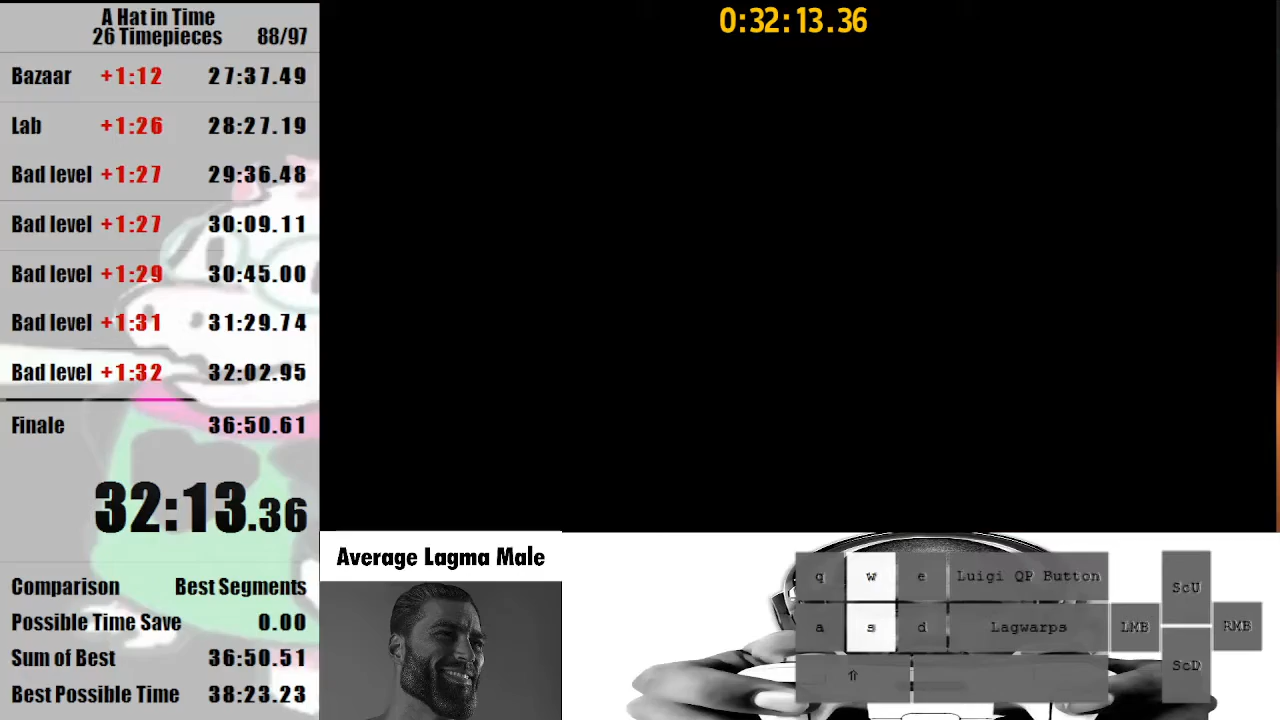 A Hat in Time
26 Timepieces 88/97
0:32:13.36
Bazaar +1:12 27:37.49
Lab +1:26 28:27.19
Bad level +1:27 29:36.48
Bad level +1:27 30:09.11
Bad level +1:29 30:45.00
Bad level +1:31 31:29.74
Bad level +1:32 32:02.95
Finale 36:50.61
32:13.36
Comparison Best Segments
Possible Time Save 0.00
Sum of Best 36:50.51
Best Possible Time 38:23.23
Average Lagma Male
q w e Luigi QP Button ScU
a s d Lagwarps LMB RMB
⇧ ScD